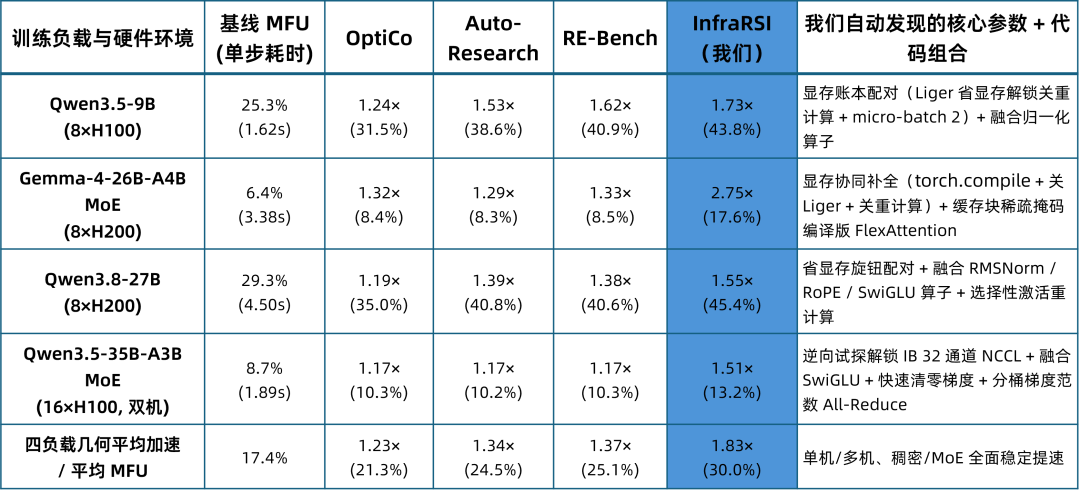 训练负载与硬件环境
基线 MFU
(单步耗时)
OptiCo
Auto-
Research
RE-Bench
InfraRSI
（我们）
我们自动发现的核心参数 + 代
码组合
Qwen3.5-9B
(8×H100)
25.3%
(1.62s)
1.24×
(31.5%)
1.53×
(38.6%)
1.62×
(40.9%)
1.73×
(43.8%)
显存账本配对（Liger 省显存解锁关重
计算 + micro-batch 2）+ 融合归一化
算子
Gemma-4-26B-A4B
MoE
(8×H200)
6.4%
(3.38s)
1.32×
(8.4%)
1.29×
(8.3%)
1.33×
(8.5%)
2.75×
(17.6%)
显存协同补全（torch.compile + 关
Liger + 关重计算）+ 缓存块稀疏掩码
编译版 FlexAttention
Qwen3.8-27B
(8×H200)
29.3%
(4.50s)
1.19×
(35.0%)
1.39×
(40.8%)
1.38×
(40.6%)
1.55×
(45.4%)
省显存旋钮配对 + 融合 RMSNorm /
RoPE / SwiGLU 算子 + 选择性激活重
计算
Qwen3.5-35B-A3B
MoE
(16×H100, 双机)
8.7%
(1.89s)
1.17×
(10.3%)
1.17×
(10.2%)
1.17×
(10.3%)
1.51×
(13.2%)
逆向试探解锁 IB 32 通道 NCCL + 融合
SwiGLU + 快速清零梯度 + 分桶梯度范
数 All-Reduce
四负载几何平均加速
/ 平均 MFU
17.4%
1.23×
(21.3%)
1.34×
(24.5%)
1.37×
(25.1%)
1.83×
(30.0%)
单机/多机、稠密/MoE 全面稳定提速